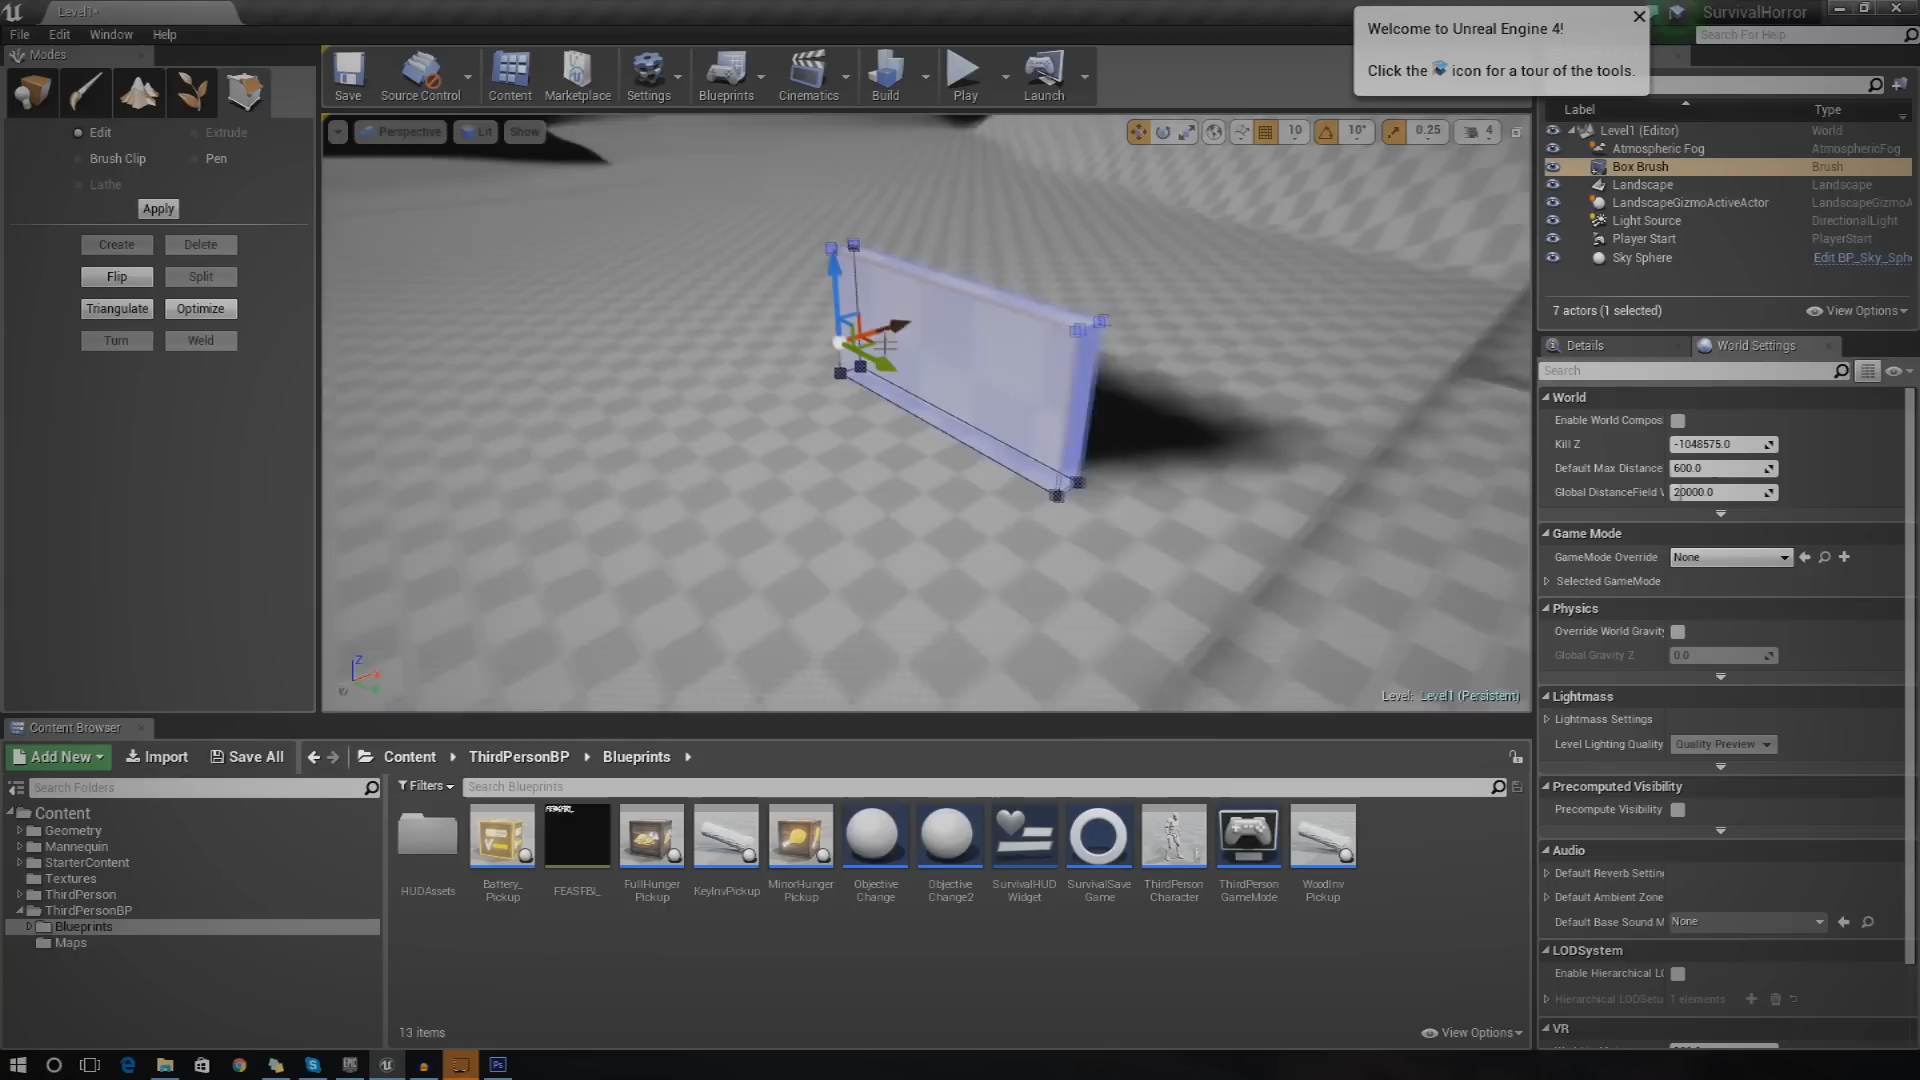 Level1*
SurvivalHorror
File Edit Window Help
Search For Help
Welcome to Unreal Engine 4!
Click the icon for a tour of the tools.
Modes
Save
Source Control
Content
Marketplace
Settings
Blueprints
Cinematics
Build
Play
Launch
Edit
Extrude
Brush Clip
Pen
Lathe
Apply
Create
Delete
Flip
Split
Triangulate
Optimize
Turn
Weld
Perspective
Lit
Show
10
10°
0.25
4
Z
X
Level: Level1 (Persistent)
Label
Type
Level1 (Editor) World
Atmospheric Fog AtmosphericFog
Box Brush Brush
Landscape Landscape
LandscapeGizmoActiveActor LandscapeGizmoA
Light Source DirectionalLight
Player Start PlayerStart
Sky Sphere Edit BP_Sky_Sph
7 actors (1 selected)
View Options
Details
World Settings
Search
World
Enable World Compos
Kill Z -1048575.0
Default Max Distance 600.0
Global DistanceField V 20000.0
Game Mode
GameMode Override None
Selected GameMode
Physics
Override World Gravity
Global Gravity Z 0.0
Lightmass
Lightmass Settings
Level Lighting Quality Quality Preview
Precomputed Visibility
Precompute Visibility
Audio
Default Reverb Settin
Default Ambient Zone
Default Base Sound M None
LODSystem
Enable Hierarchical LO
Hierarchical LODSetu 1 elements
VR
Content Browser
Add New
Import
Save All
Content
ThirdPersonBP
Blueprints
Search Folders
Filters
Search Blueprints
Content
Geometry
Mannequin
StarterContent
Textures
ThirdPerson
ThirdPersonBP
Blueprints
Maps
HUDAssets
Battery_
Pickup
FEASFBI_
FullHunger
Pickup
KeyInvPickup
MinorHunger
Pickup
Objective
Change
Objective
Change2
SurvivalHUD
Widget
SurvivalSave
Game
ThirdPerson
Character
ThirdPerson
GameMode
WoodInv
Pickup
13 items
View Options
EPIC
Ps